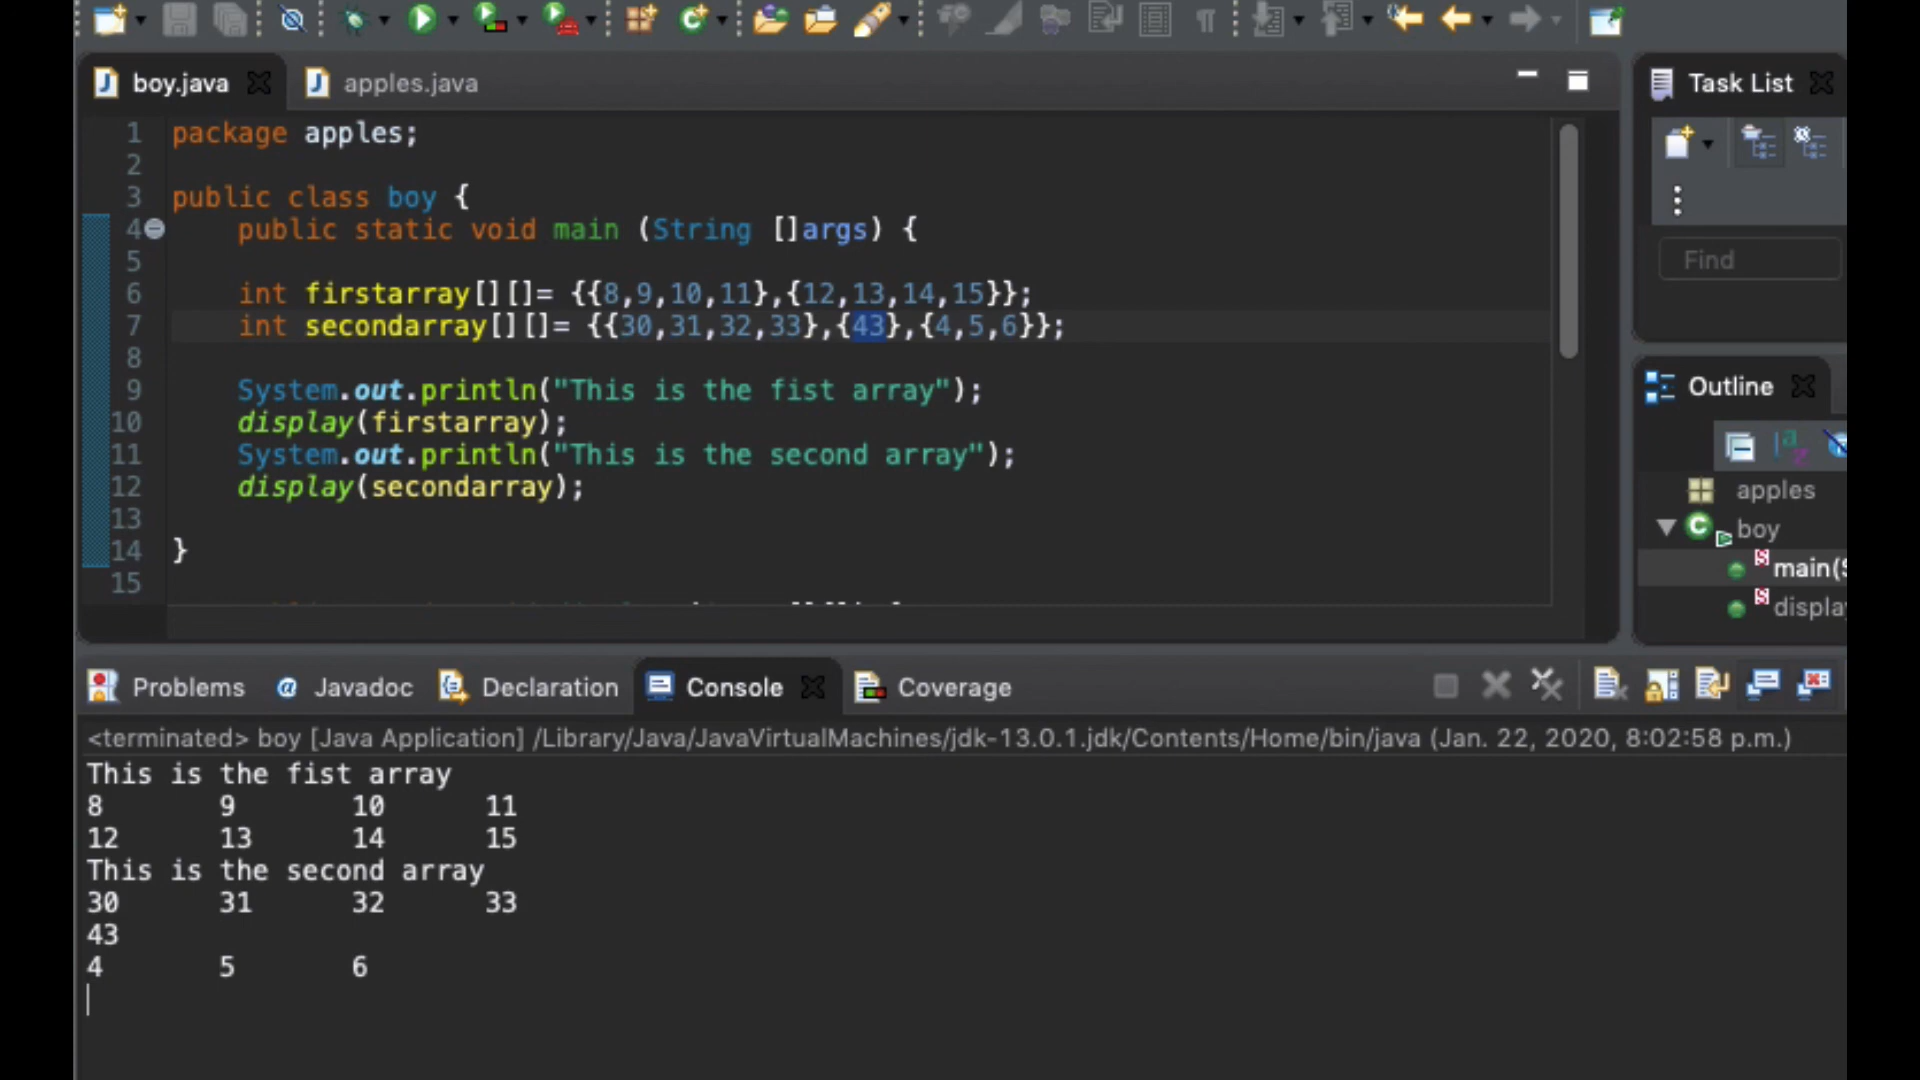 boy.java
apples.java
Task List
1 package apples;
2
3 public class boy {
4 public static void main (String []args) {
5
6 int firstarray[][]= {{8,9,10,11},{12,13,14,15}};
7 int secondarray[][]= {{30,31,32,33},{43},{4,5,6}};
8
9 System.out.println("This is the fist array");
10 display(firstarray);
11 System.out.println("This is the second array");
12 display(secondarray);
13
14 }
15
Find
Outline
apples
boy
main(S
displa
Problems
Javadoc
Declaration
Console
Coverage
<terminated> boy [Java Application] /Library/Java/JavaVirtualMachines/jdk-13.0.1.jdk/Contents/Home/bin/java (Jan. 22, 2020, 8:02:58 p.m.)
This is the fist array
8 9 10 11
12 13 14 15
This is the second array
30 31 32 33
43
4 5 6